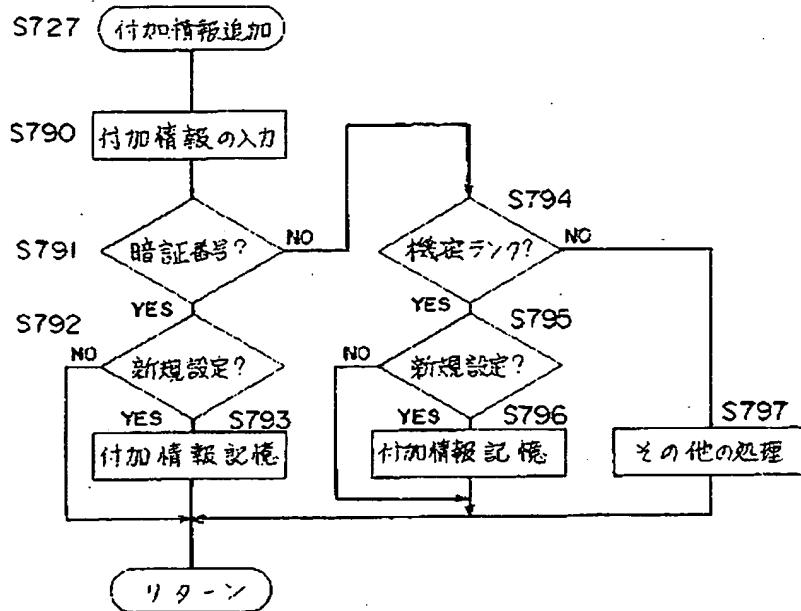 S727 付加情報追加
S790 付加情報の入力
S791 暗証番号? NO
YES
S792 新規設定? NO
YES
S793 付加情報記憶
S794 機密ランク? NO
YES
S795 新規設定? NO
YES
S796 付加情報記憶
S797 その他の処理
リターン